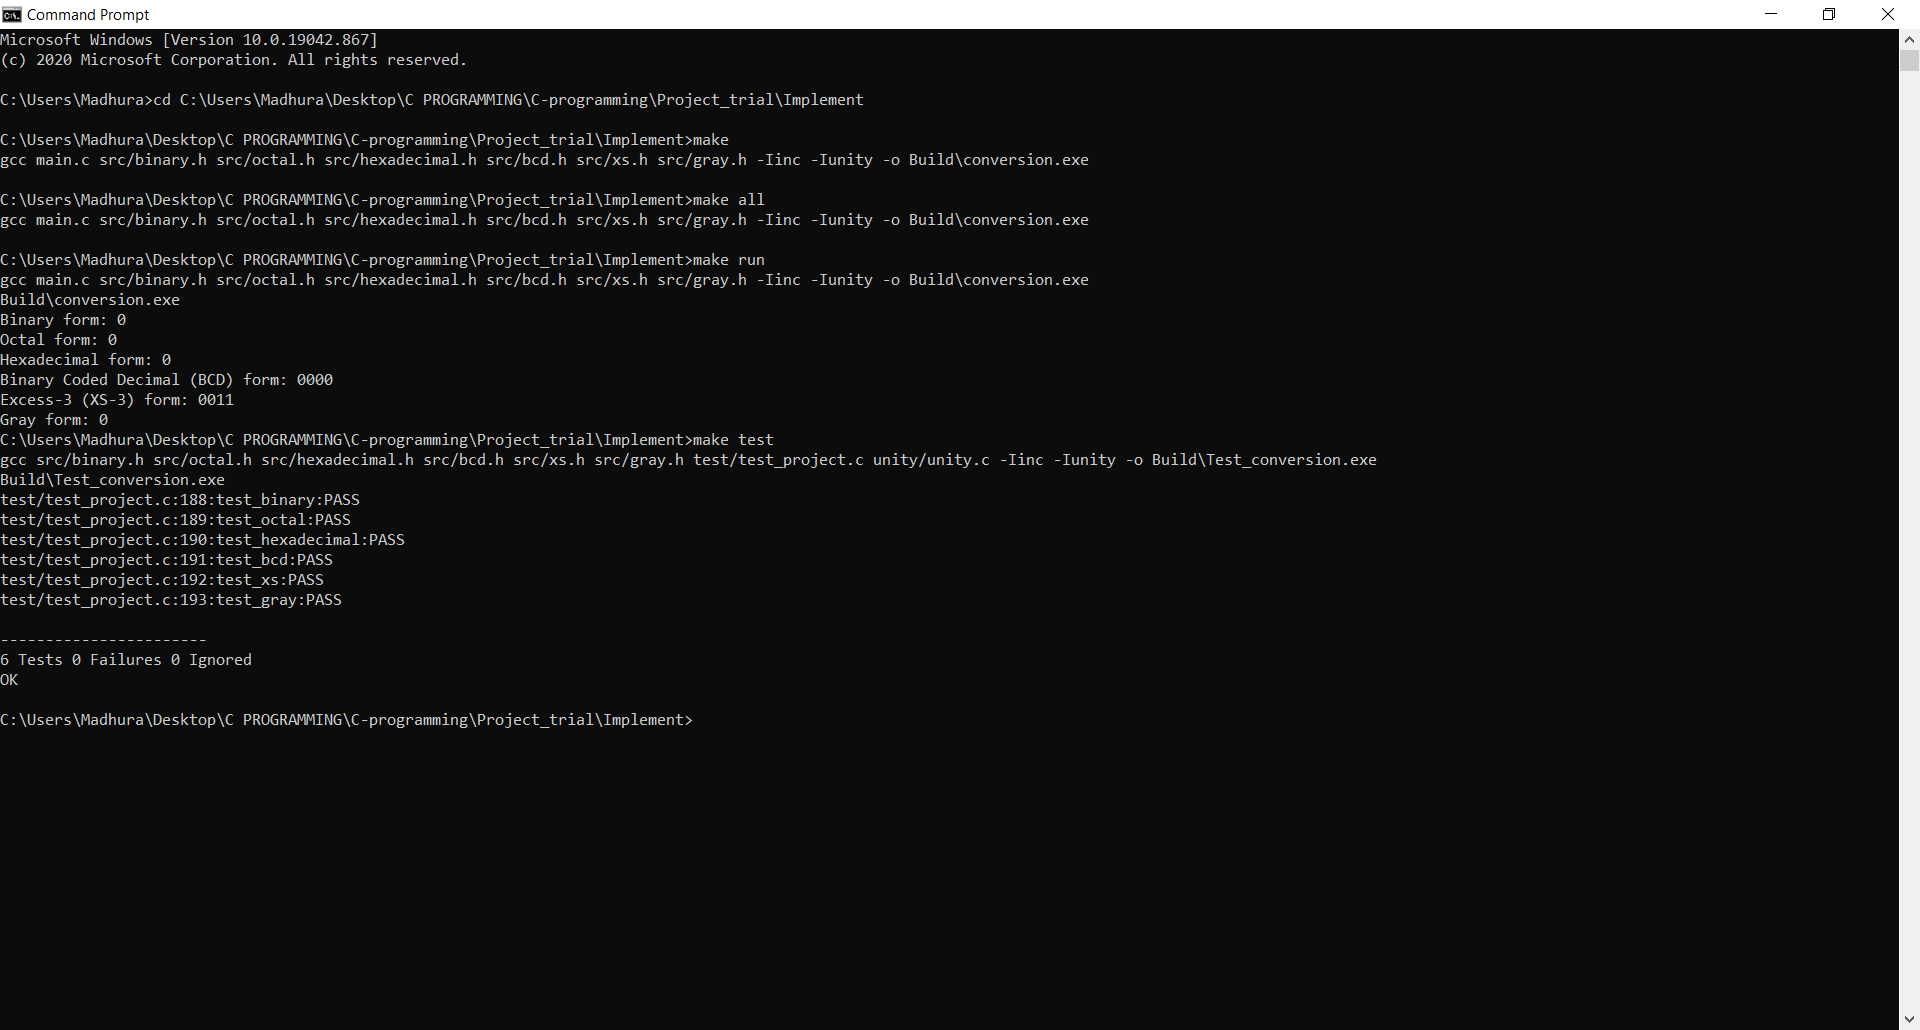 Command Prompt
Microsoft Windows [Version 10.0.19042.867]
(c) 2020 Microsoft Corporation. All rights reserved.
C:\Users\Madhura>cd C:\Users\Madhura\Desktop\C PROGRAMMING\C-programming\Project_trial\Implement
C:\Users\Madhura\Desktop\C PROGRAMMING\C-programming\Project_trial\Implement>make
gcc main.c src/binary.h src/octal.h src/hexadecimal.h src/bcd.h src/xs.h src/gray.h -Iinc -Iunity -o Build\conversion.exe
C:\Users\Madhura\Desktop\C PROGRAMMING\C-programming\Project_trial\Implement>make all
gcc main.c src/binary.h src/octal.h src/hexadecimal.h src/bcd.h src/xs.h src/gray.h -Iinc -Iunity -o Build\conversion.exe
C:\Users\Madhura\Desktop\C PROGRAMMING\C-programming\Project_trial\Implement>make run
gcc main.c src/binary.h src/octal.h src/hexadecimal.h src/bcd.h src/xs.h src/gray.h -Iinc -Iunity -o Build\conversion.exe
Build\conversion.exe
Binary form: 0
Octal form: 0
Hexadecimal form: 0
Binary Coded Decimal (BCD) form: 0000
Excess-3 (XS-3) form: 0011
Gray form: 0
C:\Users\Madhura\Desktop\C PROGRAMMING\C-programming\Project_trial\Implement>make test
gcc src/binary.h src/octal.h src/hexadecimal.h src/bcd.h src/xs.h src/gray.h test/test_project.c unity/unity.c -Iinc -Iunity -o Build\Test_conversion.exe
Build\Test_conversion.exe
test/test_project.c:188:test_binary:PASS
test/test_project.c:189:test_octal:PASS
test/test_project.c:190:test_hexadecimal:PASS
test/test_project.c:191:test_bcd:PASS
test/test_project.c:192:test_xs:PASS
test/test_project.c:193:test_gray:PASS
-----------------------
6 Tests 0 Failures 0 Ignored
OK
C:\Users\Madhura\Desktop\C PROGRAMMING\C-programming\Project_trial\Implement>